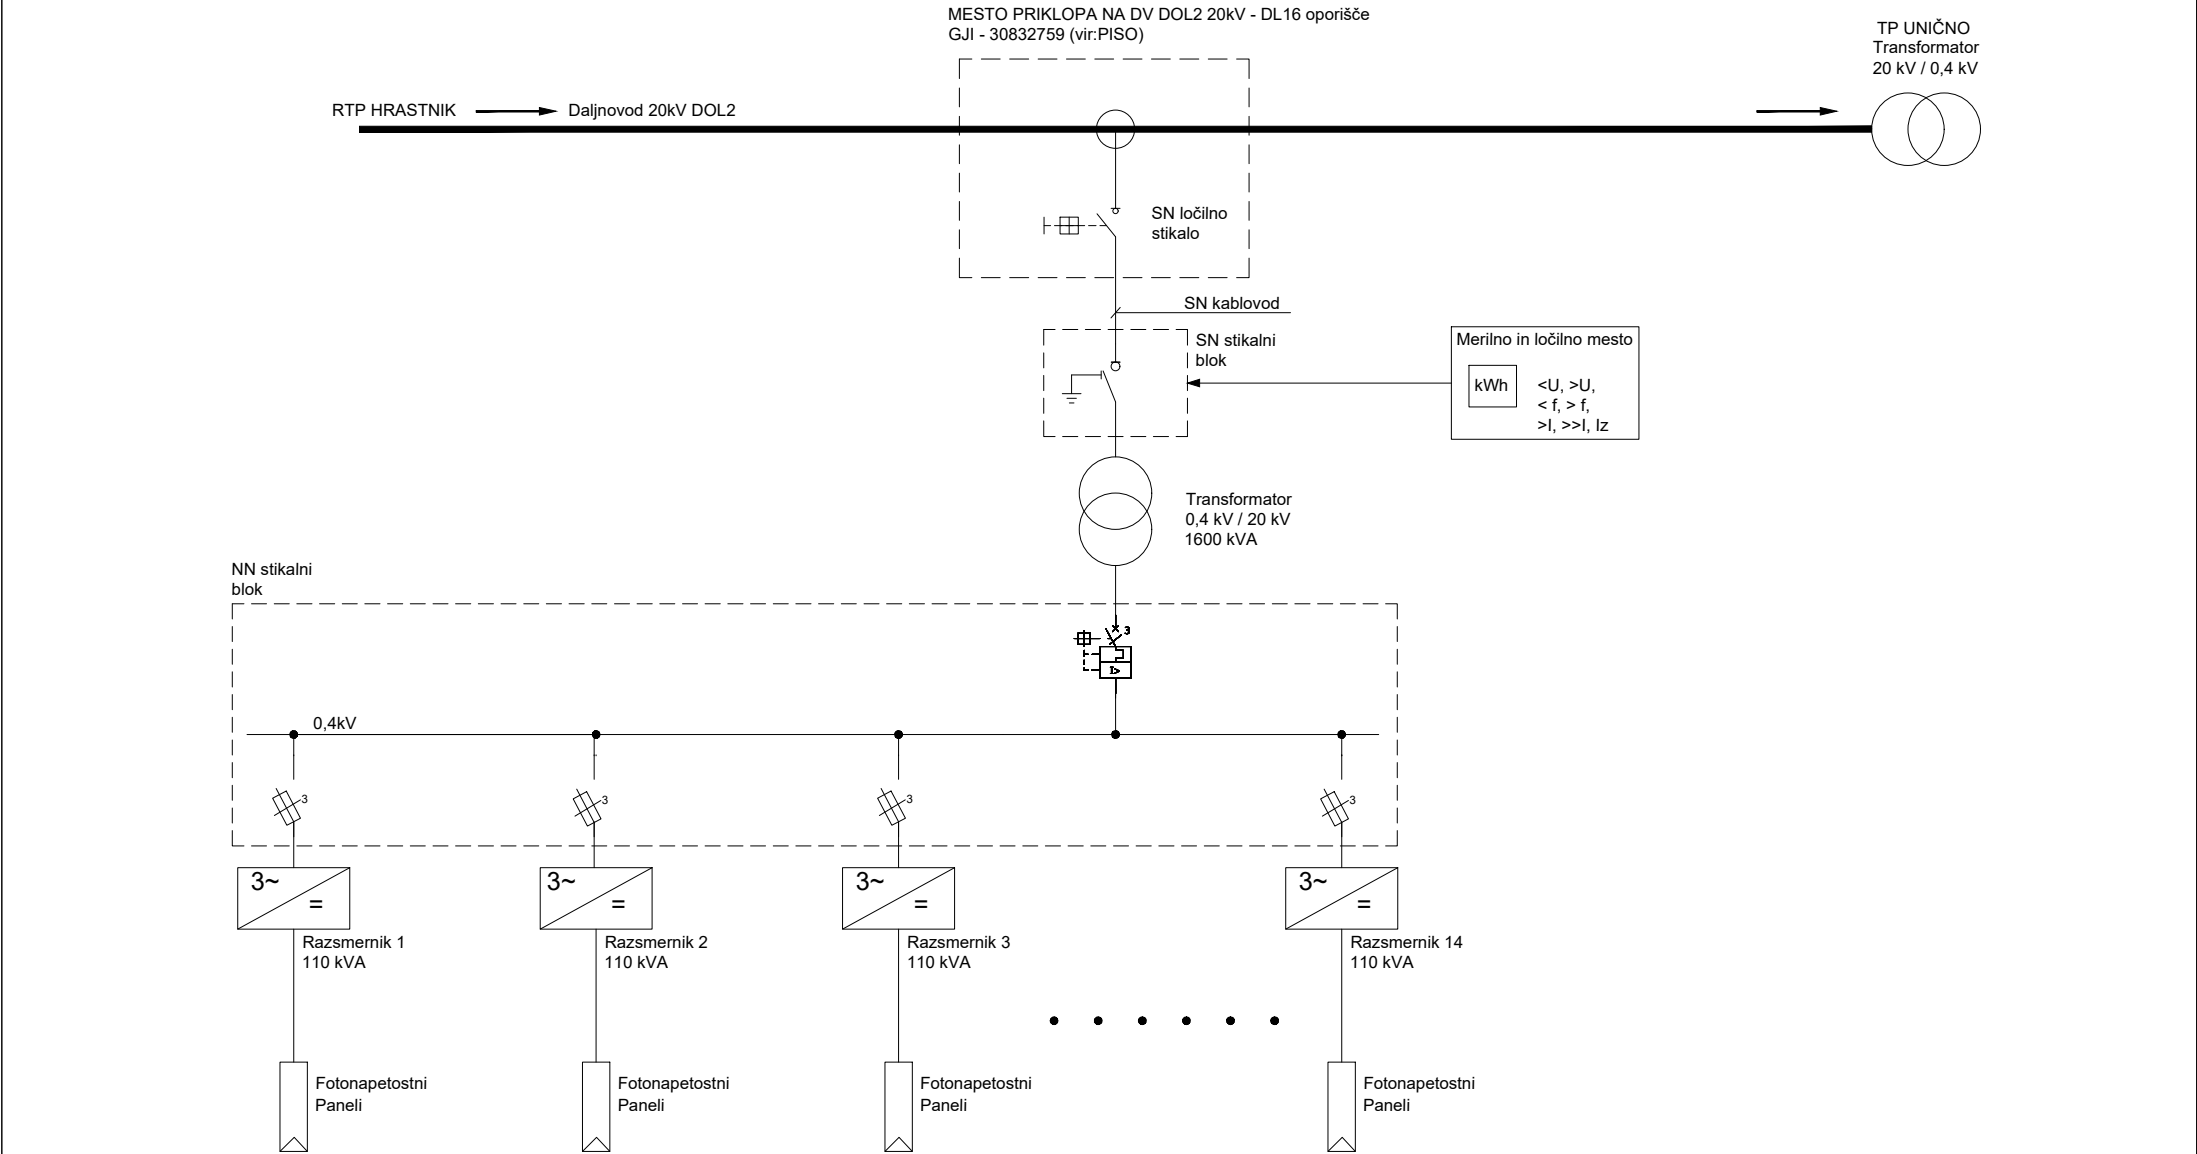 MESTO PRIKLOPA NA DV DOL2 20kV - DL16 oporišče
GJI - 30832759 (vir:PISO)
TP UNIČNO
Transformator
20 kV / 0,4 kV
RTP HRASTNIK
Daljnovod 20kV DOL2
SN ločilno
stikalo
SN kablovod
SN stikalni
blok
Merilno in ločilno mesto
kWh
<U, >U,
< f, > f,
>I, >>I, Iz
Transformator
0,4 kV / 20 kV
1600 kVA
NN stikalni
blok
3
I>
0,4kV
3
3
3
3
3~
=
3~
=
3~
=
3~
=
Razsmernik 1
110 kVA
Razsmernik 2
110 kVA
Razsmernik 3
110 kVA
Razsmernik 14
110 kVA
Fotonapetostni
Paneli
Fotonapetostni
Paneli
Fotonapetostni
Paneli
Fotonapetostni
Paneli